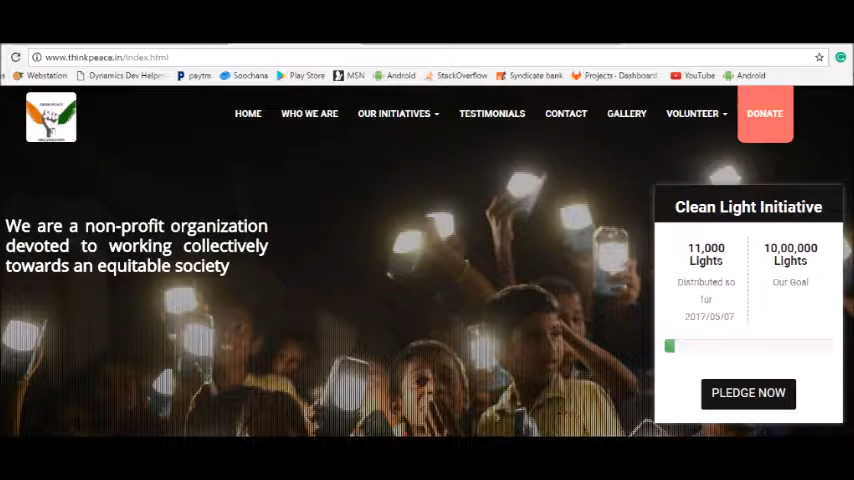 www.thinkpeace.in/index.html
Webstation Dynamics Dev Helpm paytm Soochana Play Store MSN Android StackOverflow Syndicate bank Projects - Dashboard YouTube Android
HOME WHO WE ARE OUR INITIATIVES TESTIMONIALS CONTACT GALLERY VOLUNTEER DONATE
We are a non-profit organization
devoted to working collectively
towards an equitable society
Clean Light Initiative
11,000 10,00,000
Lights Lights
Distributed so Our Goal
fur
2017/05/07
PLEDGE NOW